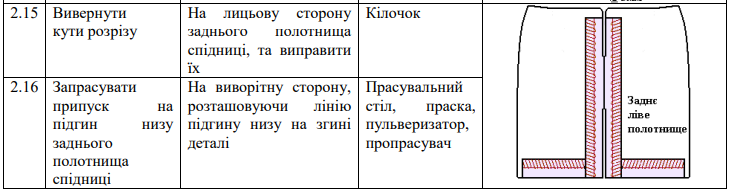 2.15
Вивернути
кути розрізу
На лицьову сторону
заднього полотнища
спідниці, та виправити
їх
Кілочок
2.16
Запрасувати
припуск на
підгин низу
заднього
полотнища
спідниці
На виворітну сторону,
розташовуючи лінію
підгину низу на згині
деталі
Прасувальний
стіл, праска,
пульверизатор,
пропрасувач
Заднє
ліве
полотнище